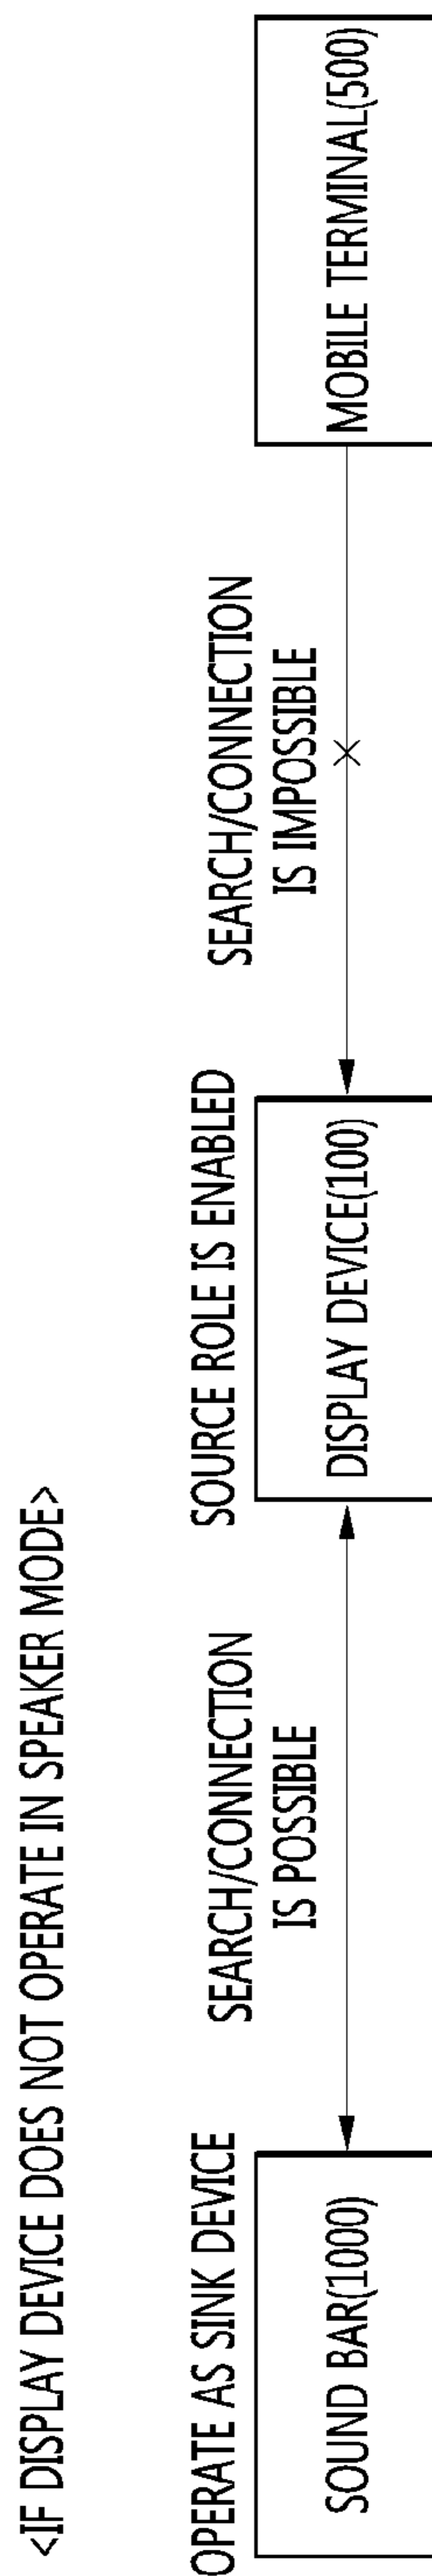 <IF DISPLAY DEVICE DOES NOT OPERATE IN SPEAKER MODE>
OPERATE AS SINK DEVICE
SOUND BAR(1000)
SEARCH/CONNECTION
IS POSSIBLE
SOURCE ROLE IS ENABLED
DISPLAY DEVICE(100)
SEARCH/CONNECTION
IS IMPOSSIBLE
MOBILE TERMINAL(500)